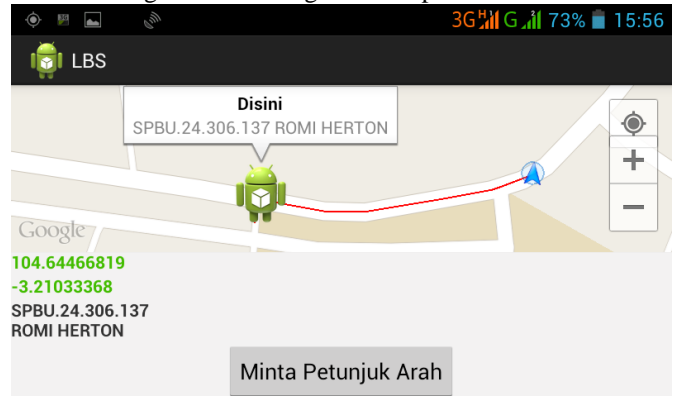 3G H G 73% 15:56
LBS
Disini
SPBU.24.306.137 ROMI HERTON
Google
104.64466819
-3.21033368
SPBU.24.306.137
ROMI HERTON
Minta Petunjuk Arah